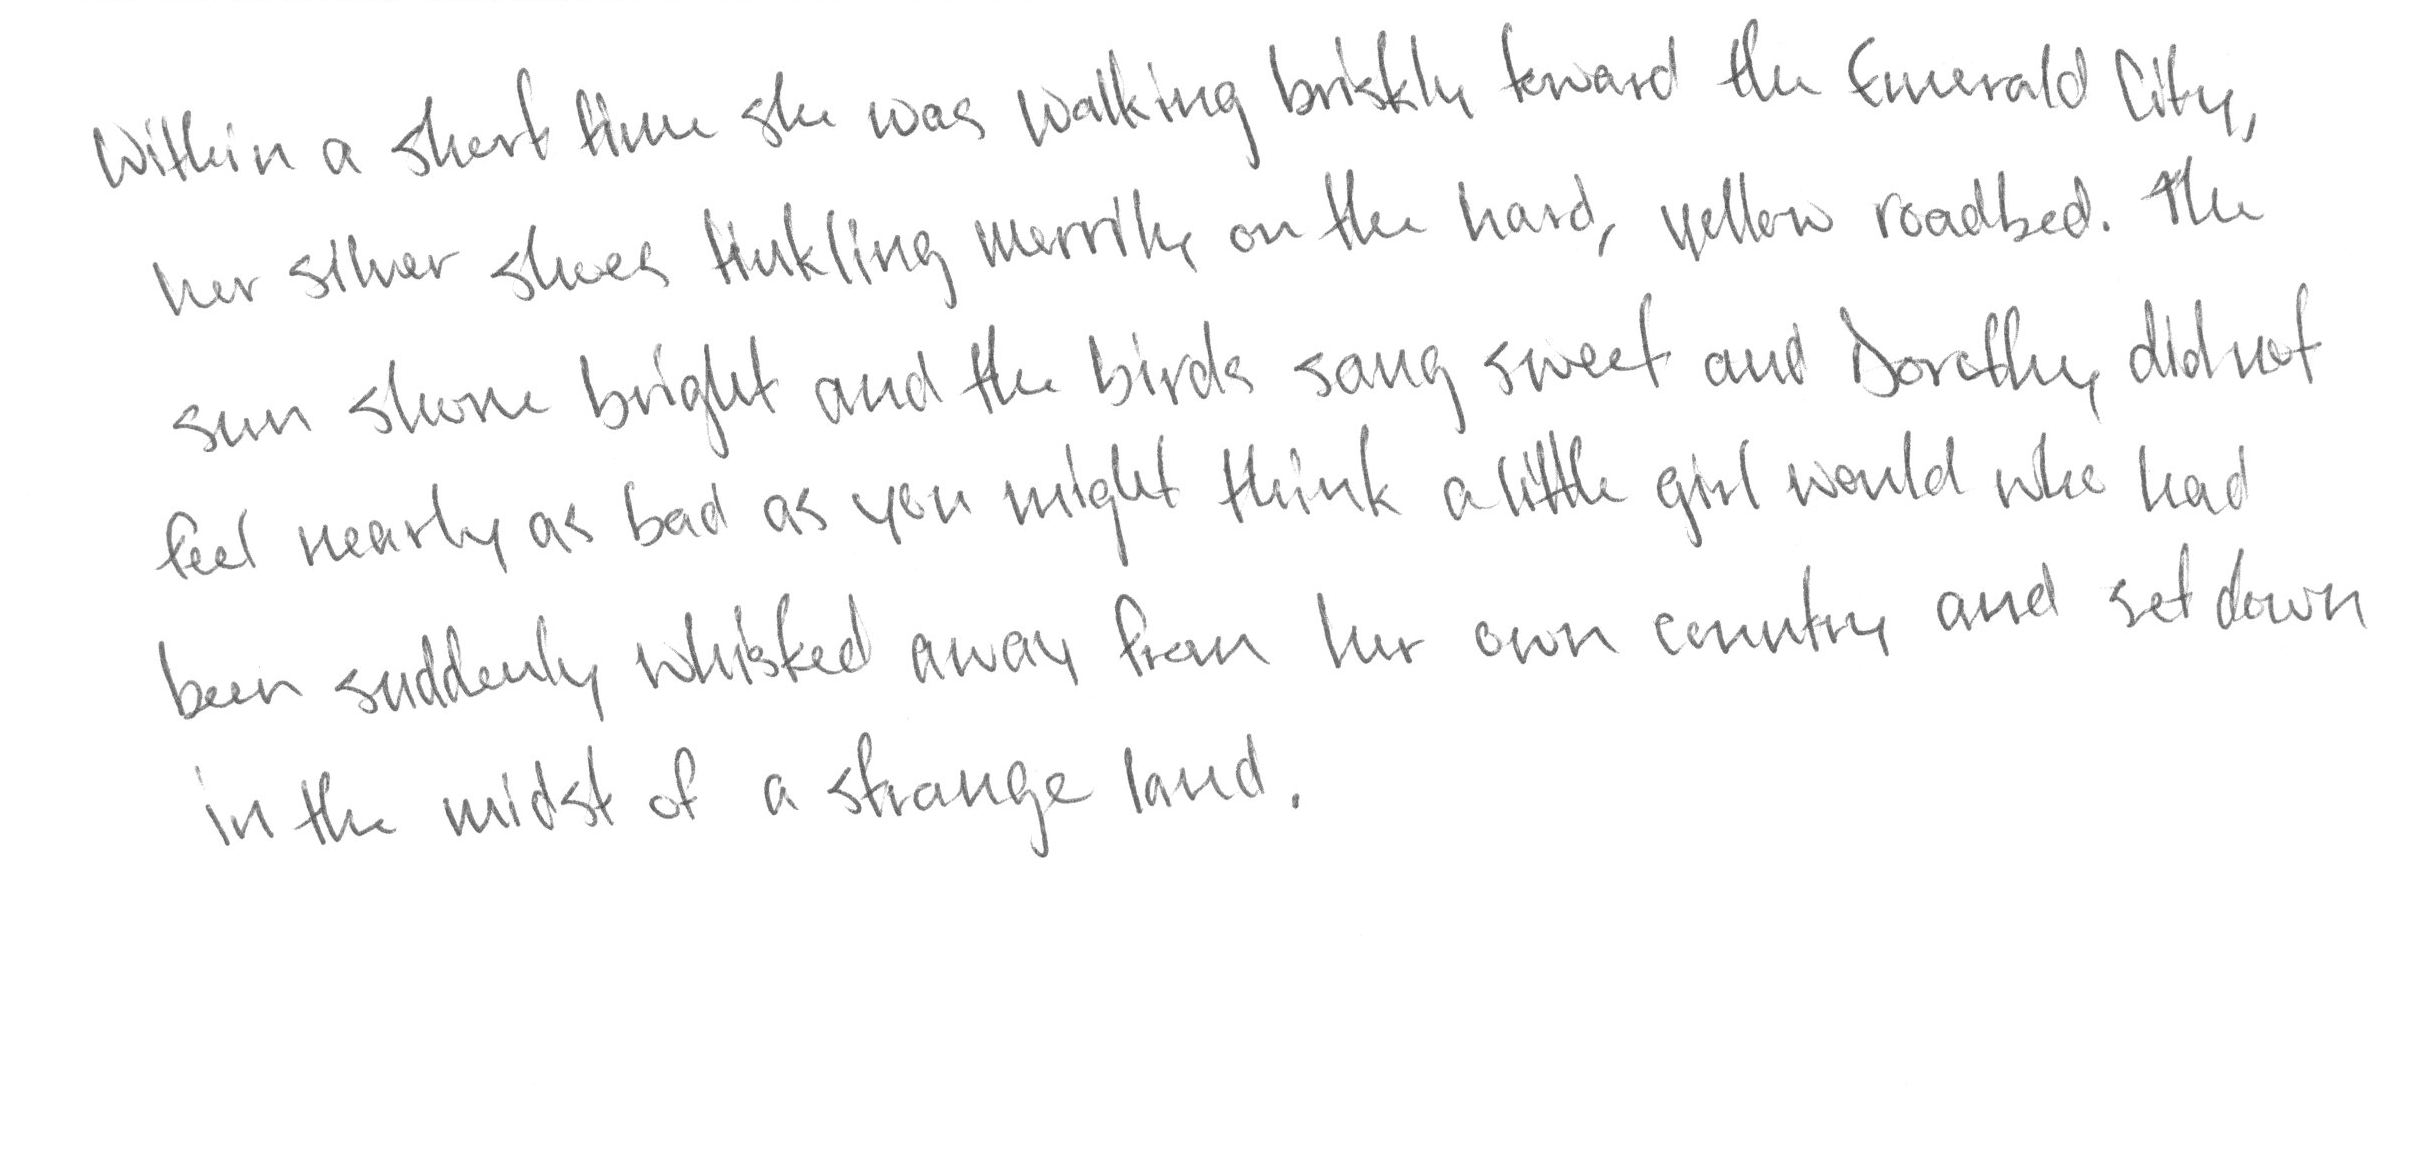 Within a short time she was walking briskly toward the Emerald City,
her silver shoes tinkling merrily on the hard, yellow roadbed. The
sun shone bright and the birds sang sweet and Dorothy did not
feel nearly as bad as you might think a little girl would who had
been suddenly whisked away from her own country and set down
in the midst of a strange land.